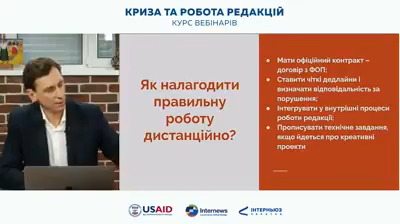 КРИЗА ТА РОБОТА РЕДАКЦІЙ
КУРС ВЕБІНАРІВ
Як налагодити
правильну
роботу
дистанційно?
Мати офіційний контракт –
договір з ФОП;
Ставити чіткі дедлайни і
визначати відповідальність за
порушення;
Інтегрувати у внутрішні процеси
роботи редакції;
Прописувати технічне завдання,
якщо йдеться про креативні
проекти
USAID
Internews
ІНТЕРНЬЮЗ